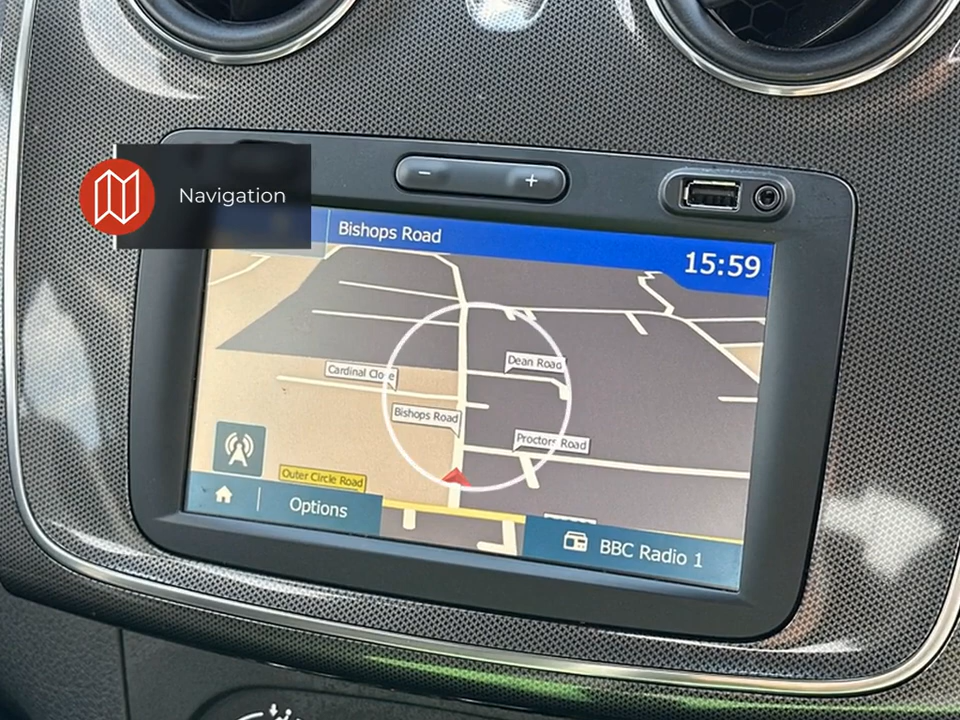 Navigation
Bishops Road
15:59
Dean Road
Cardinal Close
Bishops Road
Proctors Road
Outer Circle Road
Options
BBC Radio 1